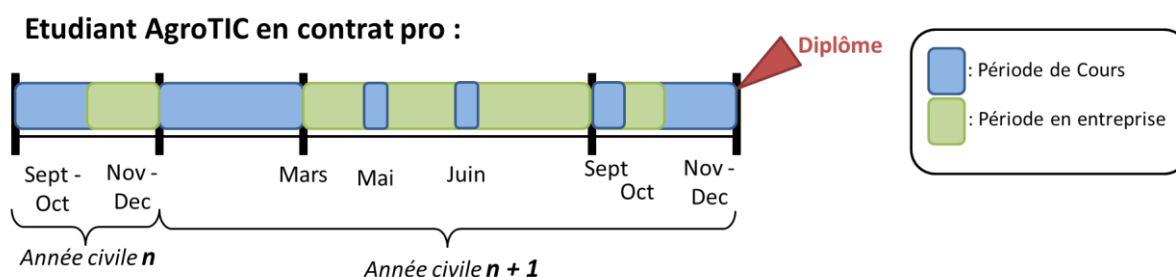 Etudiant AgroTIC en contrat pro :
Diplôme
: Période de Cours
: Période en entreprise
Sept -
Oct
Nov -
Dec
Mars
Mai
Juin
Sept
Oct
Nov -
Dec
Année civile n
Année civile n + 1